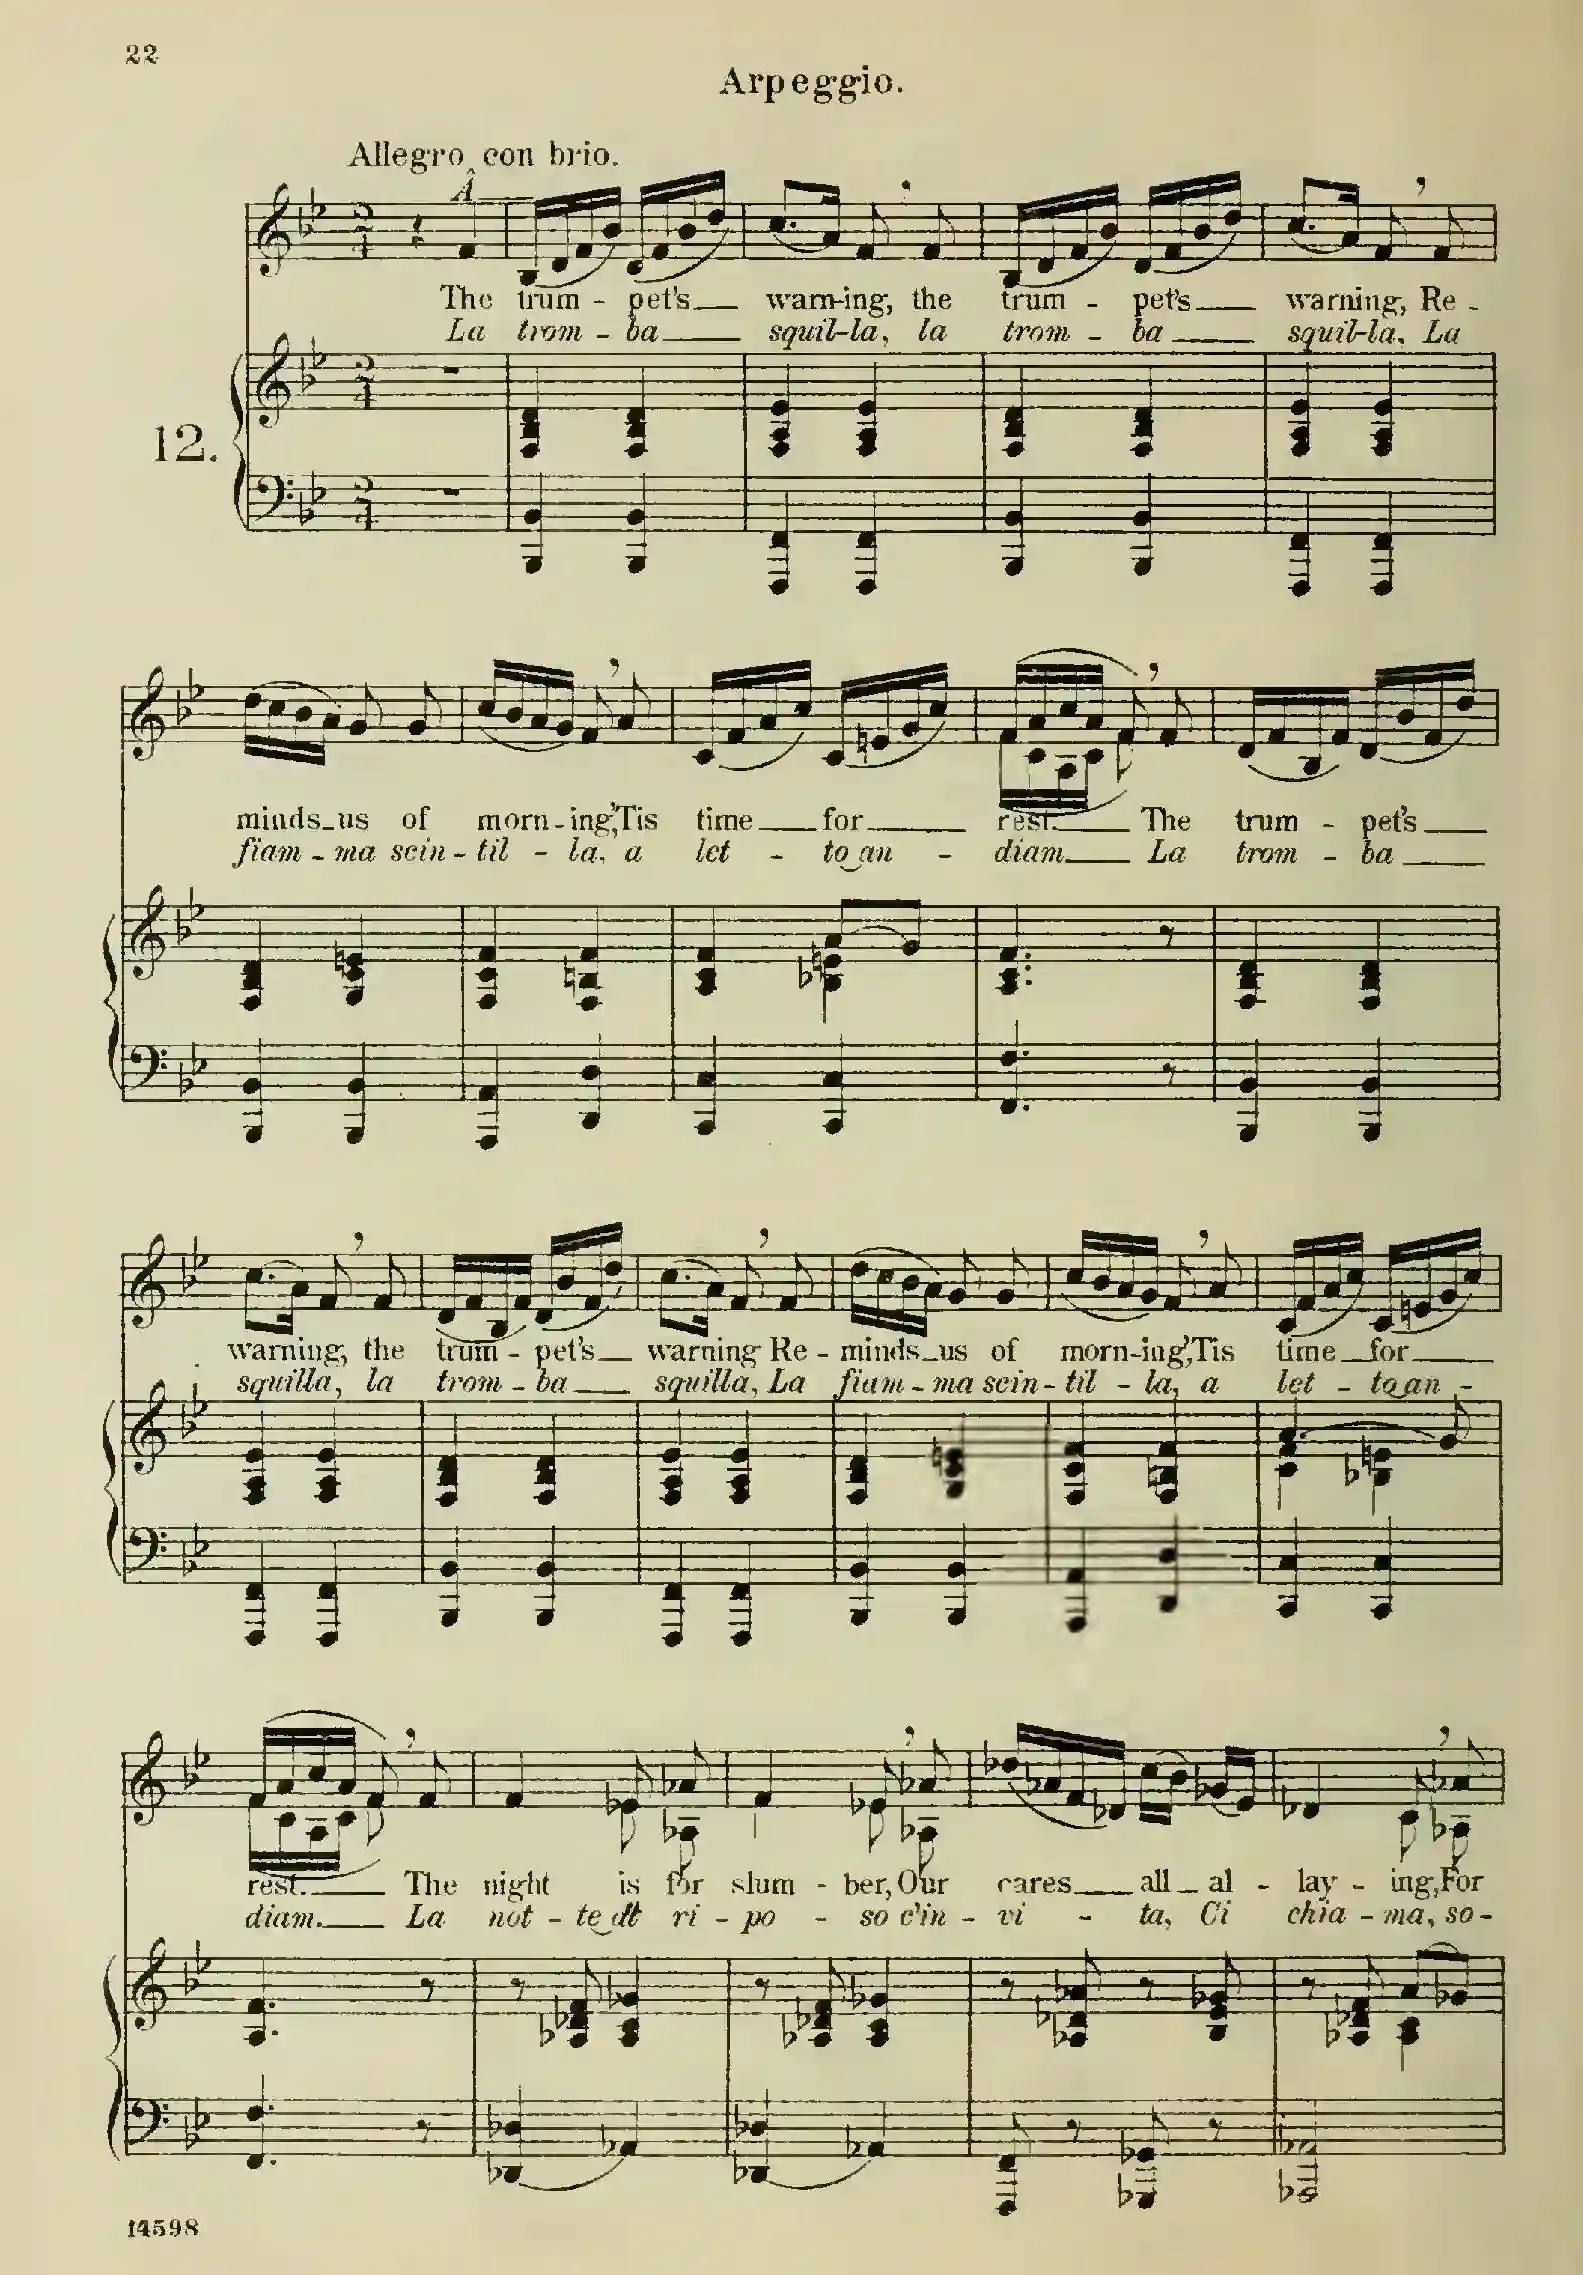 22
Arpeggio.
Allegro con brio.
A
The trum - pet's warn-ing, the trum - pet's warning, Re -
La trom - ba squil-la, la trom - ba squil-la. La
12.
minds us of morn-ing,'Tis time for rest. The trum - pet's
fiam - ma scin - til - la, a let - to an - diam. La trom - ba
warning, the trum - pet's warning Re - minds us of morn-ing,'Tis time for
squilla, la trom - ba squilla, La fiam - ma scin - til - la, a let - to an -
rest. The night is for slum - ber, Our cares all al - lay - ing, For
diam. La not - te di ri - po - so c'in - vi - ta, Ci chia - ma, so-
14598